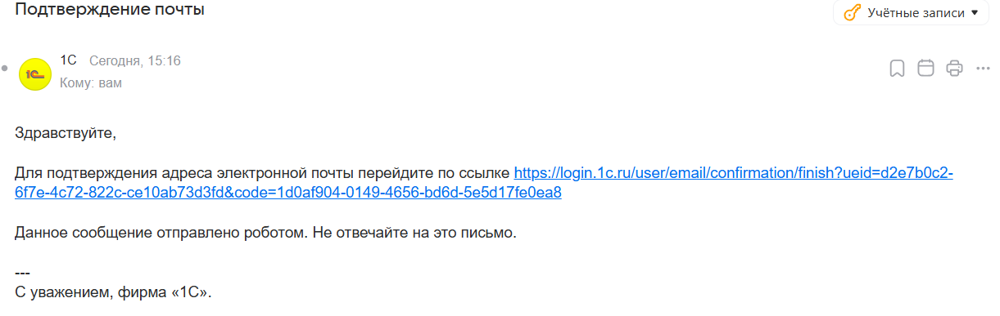 Подтверждение почты
Учётные записи
1С Сегодня, 15:16
1С
Кому: вам
Здравствуйте,
Для подтверждения адреса электронной почты перейдите по ссылке https://login.1c.ru/user/email/confirmation/finish?ueid=d2e7b0c2-
6f7e-4c72-822c-ce10ab73d3fd&code=1d0af904-0149-4656-bd6d-5e5d17fe0ea8
Данное сообщение отправлено роботом. Не отвечайте на это письмо.
---
С уважением, фирма «1С».